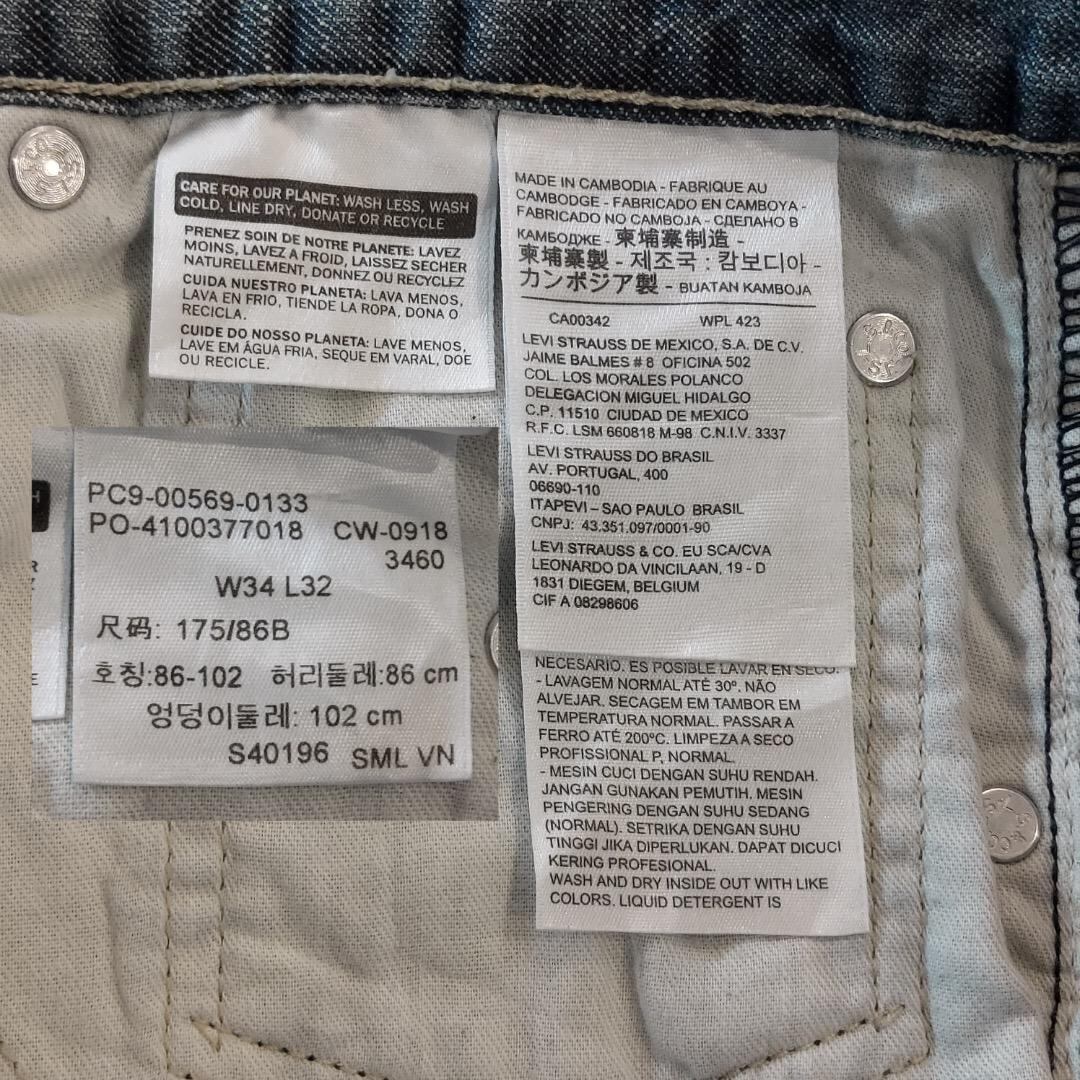 CARE FOR OUR PLANET: WASH LESS, WASH
COLD, LINE DRY, DONATE OR RECYCLE
PRENEZ SOIN DE NOTRE PLANETE: LAVEZ
MOINS, LAVEZ A FROID, LAISSEZ SECHER
NATURELLEMENT, DONNEZ OU RECYCLEZ
CUIDA NUESTRO PLANETA: LAVA MENOS,
LAVA EN FRIO, TIENDE LA ROPA, DONA O
RECICLA.
CUIDE DO NOSSO PLANETA: LAVE MENOS,
LAVE EM ÁGUA FRIA, SEQUE EM VARAL, DOE
OU RECICLE.
PC9-00569-0133
PO-4100377018 CW-0918
3460
W34 L32
尺码: 175/86B
호칭:86-102 허리둘레:86 cm
엉덩이둘레: 102 cm
S40196 SML VN
MADE IN CAMBODIA - FABRIQUE AU
CAMBODGE - FABRICADO EN CAMBOYA -
FABRICADO NO CAMBOJA - СДЕЛАНО В
КАМБОДЖЕ - 柬埔寨制造 -
柬埔寨製 - 제조국 : 캄보디아 -
カンボジア製 - BUATAN KAMBOJA
CA00342 WPL 423
LEVI STRAUSS DE MEXICO, S.A. DE C.V.
JAIME BALMES # 8 OFICINA 502
COL. LOS MORALES POLANCO
DELEGACION MIGUEL HIDALGO
C.P. 11510 CIUDAD DE MEXICO
R.F.C. LSM 660818 M-98 C.N.I.V. 3337
LEVI STRAUSS DO BRASIL
AV. PORTUGAL, 400
06690-110
ITAPEVI – SAO PAULO BRASIL
CNPJ: 43.351.097/0001-90
LEVI STRAUSS & CO. EU SCA/CVA
LEONARDO DA VINCILAAN, 19 - D
1831 DIEGEM, BELGIUM
CIF A 08298606
NECESARIO. ES POSIBLE LAVAR EN SECO.
- LAVAGEM NORMAL ATÉ 30º. NÃO
ALVEJAR. SECAGEM EM TAMBOR EM
TEMPERATURA NORMAL. PASSAR A
FERRO ATÉ 200ºC. LIMPEZA A SECO
PROFISSIONAL P, NORMAL.
- MESIN CUCI DENGAN SUHU RENDAH.
JANGAN GUNAKAN PEMUTIH. MESIN
PENGERING DENGAN SUHU SEDANG
(NORMAL). SETRIKA DENGAN SUHU
TINGGI JIKA DIPERLUKAN. DAPAT DICUCI
KERING PROFESIONAL.
WASH AND DRY INSIDE OUT WITH LIKE
COLORS. LIQUID DETERGENT IS